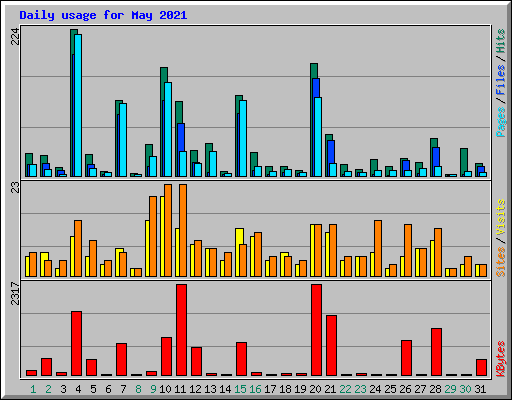 Daily usage for May 2021
224
Pages / Files / Hits
23
Sites / Visits
2317
KBytes
1 2 3 4 5 6 7 8 9 10 11 12 13 14 15 16 17 18 19 20 21 22 23 24 25 26 27 28 29 30 31